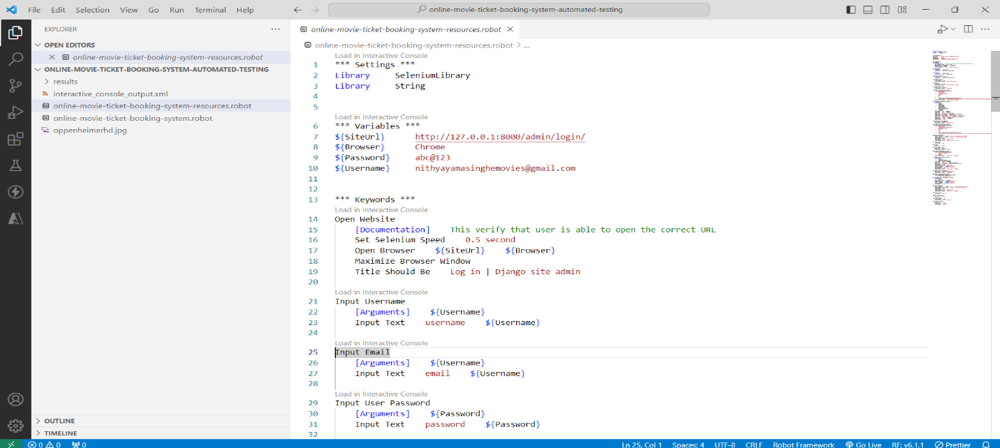 File Edit Selection View Go Run Terminal Help
online-movie-ticket-booking-system-automated-testing
EXPLORER
OPEN EDITORS
online-movie-ticket-booking-system-resources.robot
ONLINE-MOVIE-TICKET-BOOKING-SYSTEM-AUTOMATED-TESTING
results
interactive_console_output.xml
online-movie-ticket-booking-system-resources.robot
online-movie-ticket-booking-system.robot
oppenheimerhd.jpg
OUTLINE
TIMELINE
online-movie-ticket-booking-system-resources.robot
online-movie-ticket-booking-system-resources.robot > ...
Load in Interactive Console
1 *** Settings ***
2 Library SeleniumLibrary
3 Library String
4
5
Load in Interactive Console
6 *** Variables ***
7 ${SiteUrl} http://127.0.0.1:8000/admin/login/
8 ${Browser} Chrome
9 ${Password} abc@123
10 ${Username} nithyayamasinghemovies@gmail.com
11
12
13 *** Keywords ***
Load in Interactive Console
14 Open Website
15 [Documentation] This verify that user is able to open the correct URL
16 Set Selenium Speed 0.5 second
17 Open Browser ${SiteUrl} ${Browser}
18 Maximize Browser Window
19 Title Should Be Log in | Django site admin
20
Load in Interactive Console
21 Input Username
22 [Arguments] ${Username}
23 Input Text username ${Username}
24
Load in Interactive Console
25 Input Email
26 [Arguments] ${Username}
27 Input Text email ${Username}
28
Load in Interactive Console
29 Input User Password
30 [Arguments] ${Password}
31 Input Text password ${Password}
32
0 0 0 Ln 25, Col 1 Spaces: 4 UTF-8 CRLF Robot Framework Go Live RF: v6.1.1 Prettier